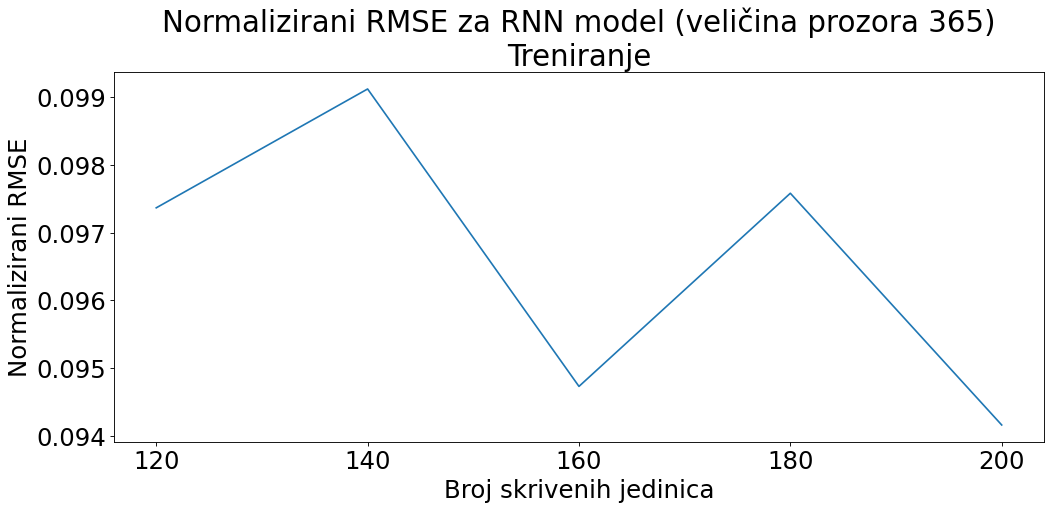 Normalizirani RMSE za RNN model (veličina prozora 365)
Treniranje
Normalizirani RMSE
0.099
0.098
0.097
0.096
0.095
0.094
120 140 160 180 200
Broj skrivenih jedinica